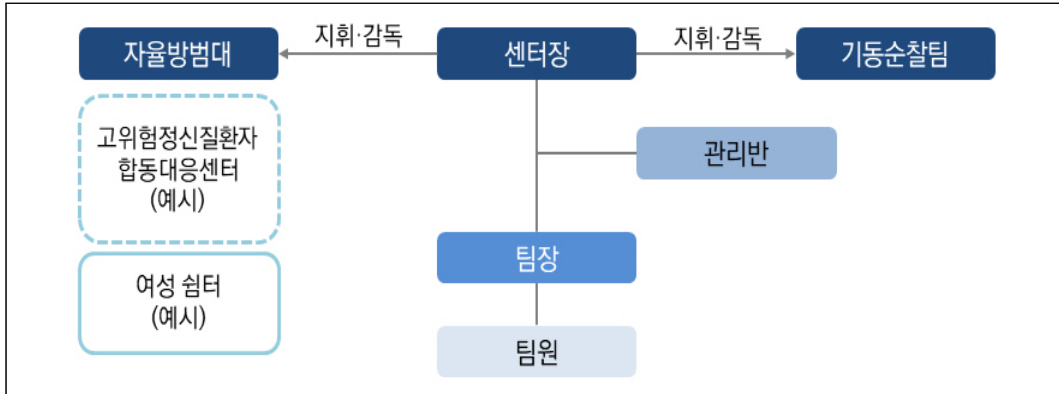 자율방범대
지휘·감독
센터장
지휘·감독
기동순찰팀
고위험정신질환자
합동대응센터
(예시)
관리반
팀장
여성 쉼터
(예시)
팀원